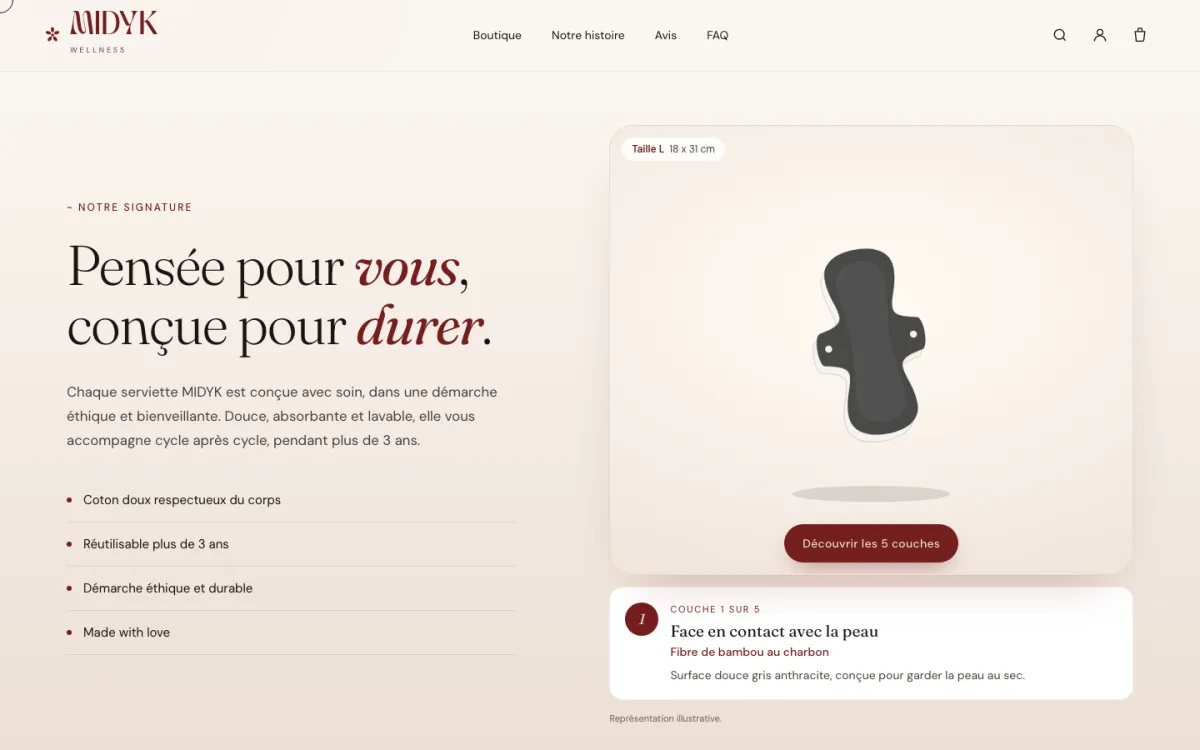 MIDYK
WELLNESS
Boutique
Notre histoire
Avis
FAQ
– NOTRE SIGNATURE
Pensée pour vous,
conçue pour durer.
Chaque serviette MIDYK est conçue avec soin, dans une démarche
éthique et bienveillante. Douce, absorbante et lavable, elle vous
accompagne cycle après cycle, pendant plus de 3 ans.
Coton doux respectueux du corps
Réutilisable plus de 3 ans
Démarche éthique et durable
Made with love
Taille L 18 x 31 cm
Découvrir les 5 couches
1
COUCHE 1 SUR 5
Face en contact avec la peau
Fibre de bambou au charbon
Surface douce gris anthracite, conçue pour garder la peau au sec.
Représentation illustrative.